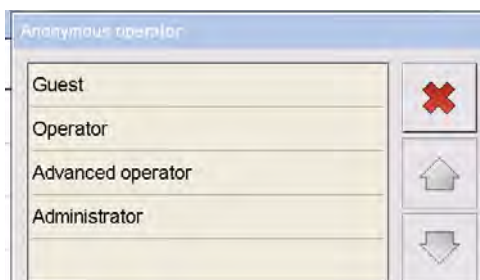 Anonymous operator
Guest
Operator
Advanced operator
Administrator